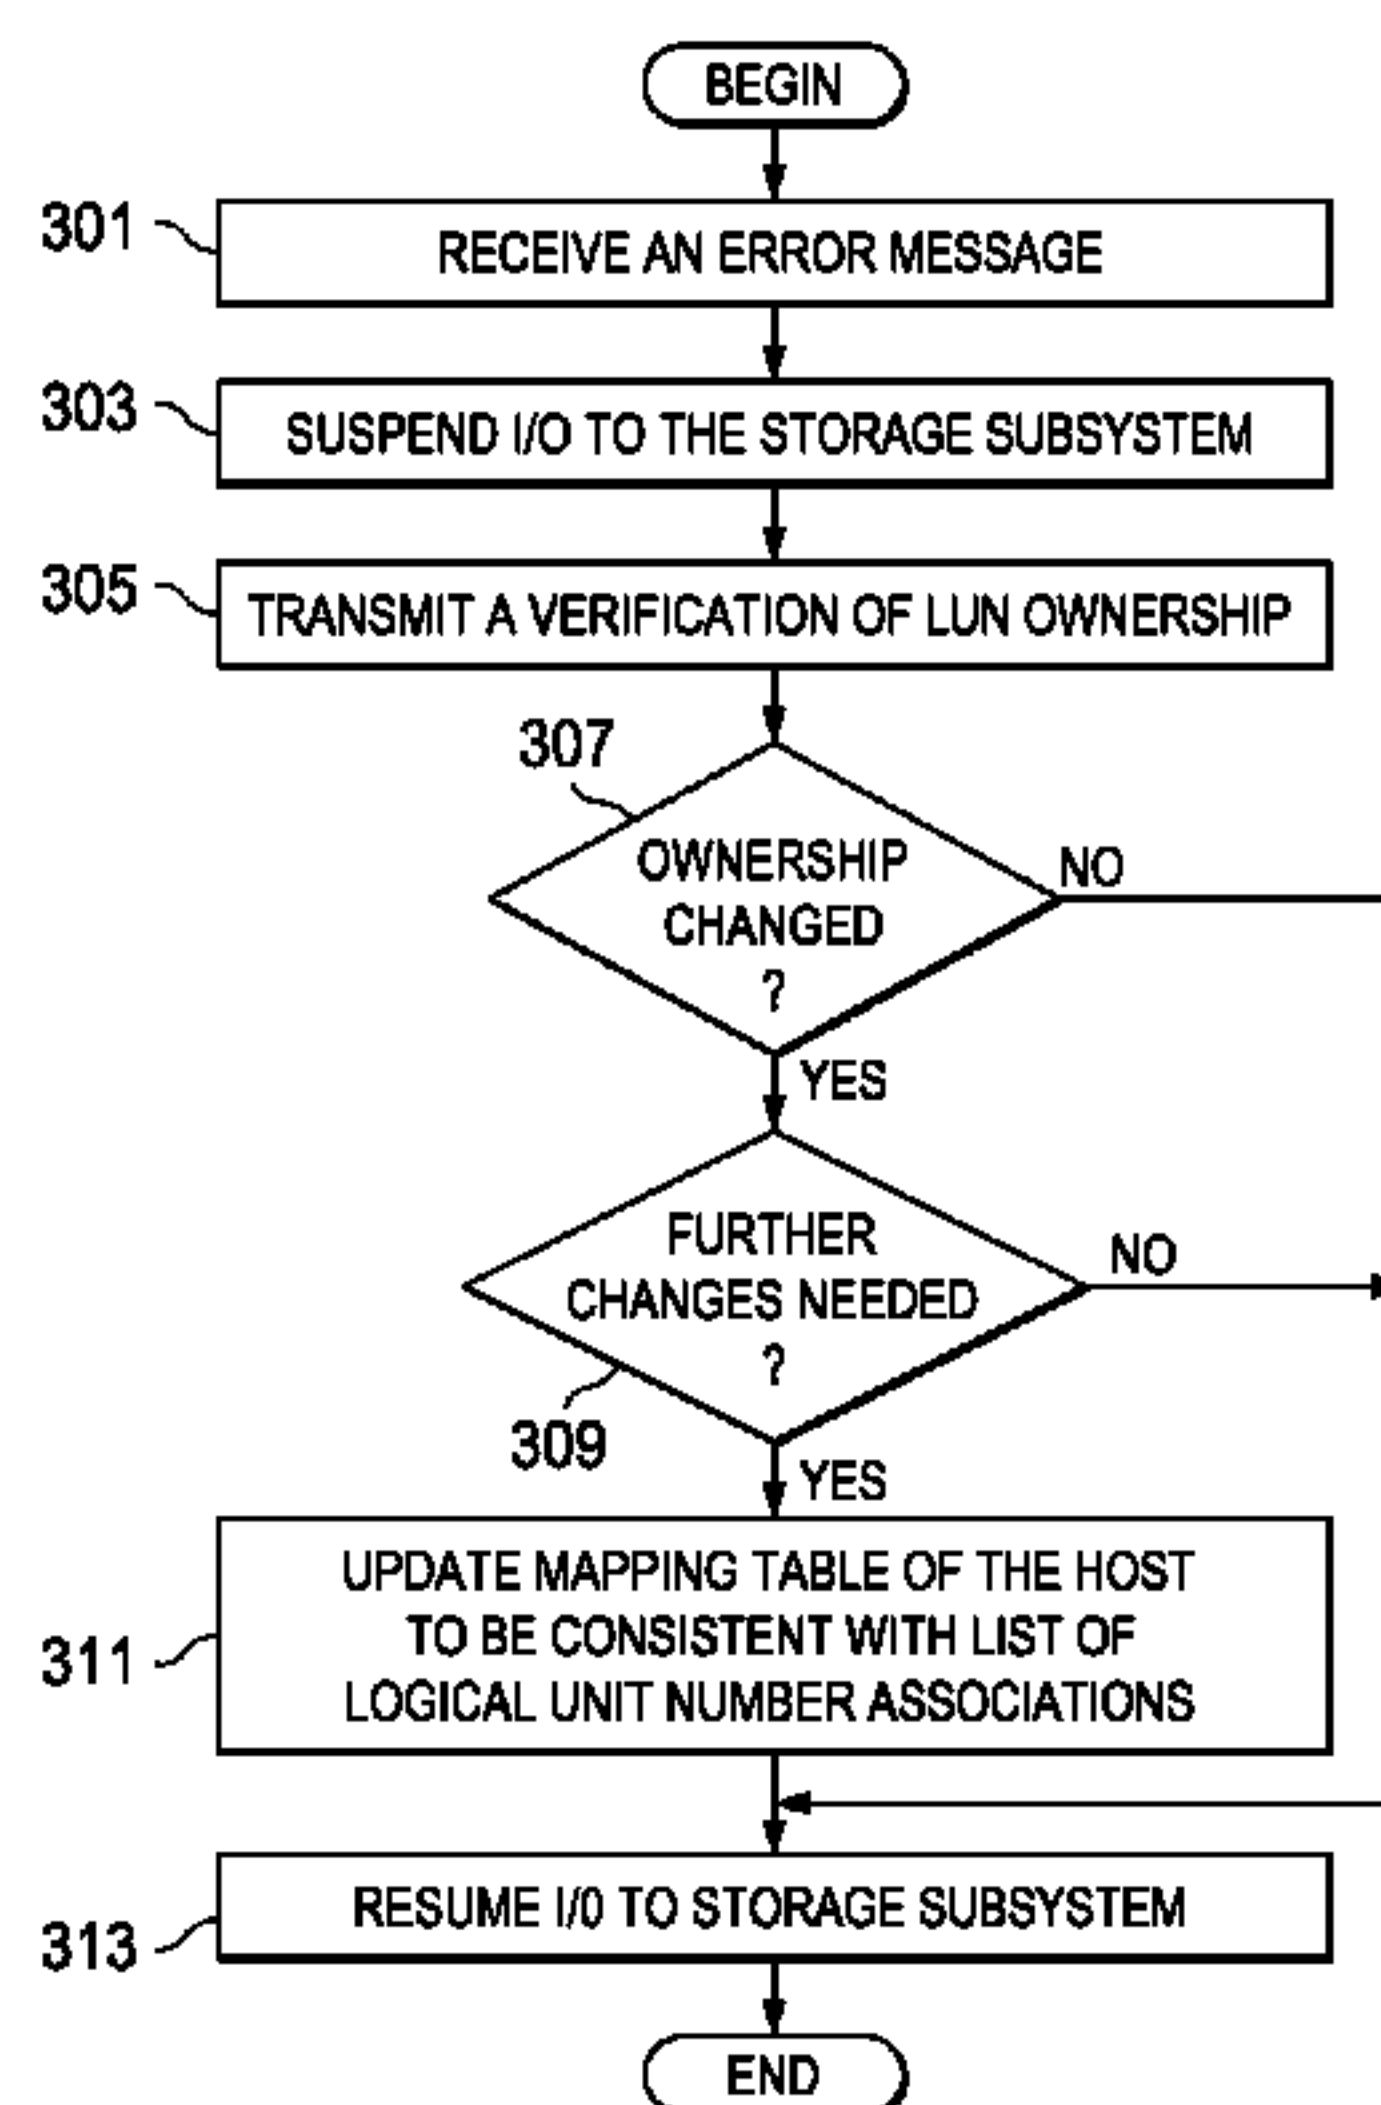 BEGIN
301
RECEIVE AN ERROR MESSAGE
303
SUSPEND I/O TO THE STORAGE SUBSYSTEM
305
TRANSMIT A VERIFICATION OF LUN OWNERSHIP
307
OWNERSHIP
CHANGED
?
NO
YES
FURTHER
CHANGES NEEDED
?
NO
309
YES
311
UPDATE MAPPING TABLE OF THE HOST
TO BE CONSISTENT WITH LIST OF
LOGICAL UNIT NUMBER ASSOCIATIONS
313
RESUME I/0 TO STORAGE SUBSYSTEM
END